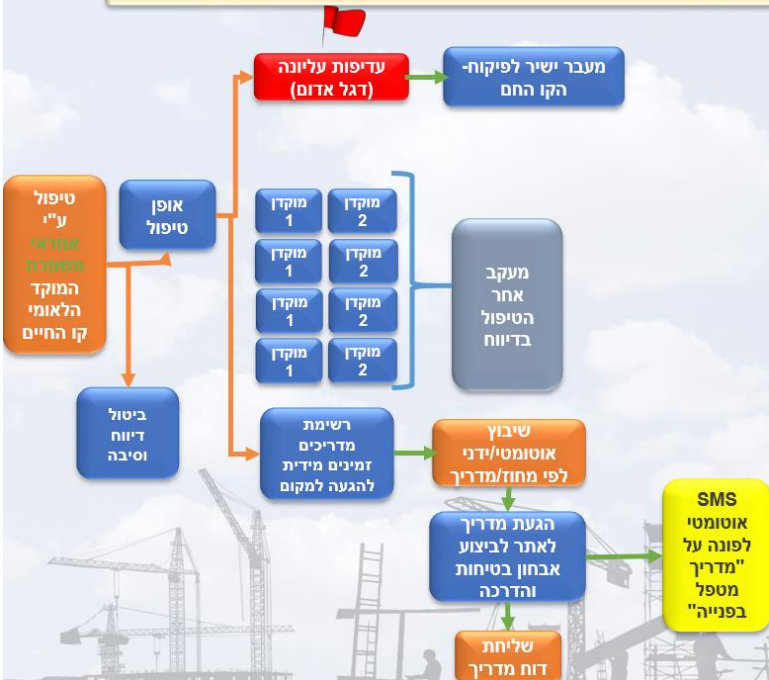 עדיפות עליונה
(דגל אדום)
מעבר ישיר לפיקוח-
הקו החם
טיפול
ע"י
אחראי
משמרת
המוקד
הלאומי
קו החיים
אופן
טיפול
מוקדן
1
מוקדן
2
מוקדן
1
מוקדן
2
מוקדן
1
מוקדן
2
מוקדן
1
מוקדן
2
מעקב
אחר
הטיפול
בדיווח
ביטול
דיווח
וסיבה
רשימת
מדריכים
זמינים מידית
להגעה למקום
שיבוץ
אוטומטי/ידני
לפי מחוז/מדריך
הגעת מדריך
לאתר לביצוע
אבחון בטיחות
והדרכה
SMS
אוטומטי
לפונה על
"מדריך
מטפל
בפנייה"
שליחת
דוח מדריך